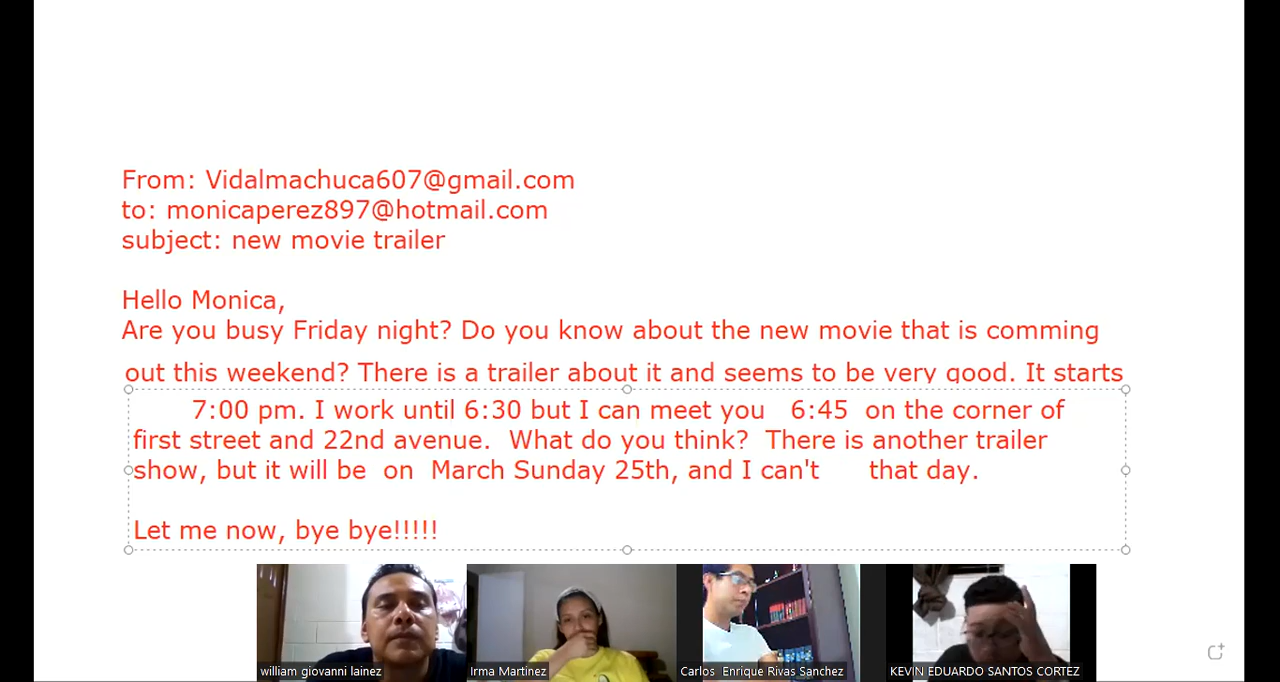 From: Vidalmachuca607@gmail.com
to: monicaperez897@hotmail.com
subject: new movie trailer
Hello Monica,
Are you busy Friday night? Do you know about the new movie that is comming
out this weekend? There is a trailer about it and seems to be very good. It starts
7:00 pm. I work until 6:30 but I can meet you 6:45 on the corner of
first street and 22nd avenue. What do you think? There is another trailer
show, but it will be on March Sunday 25th, and I can't that day.
Let me now, bye bye!!!!!
william giovanni lainez
Irma Martinez
Carlos Enrique Rivas Sanchez
KEVIN EDUARDO SANTOS CORTEZ